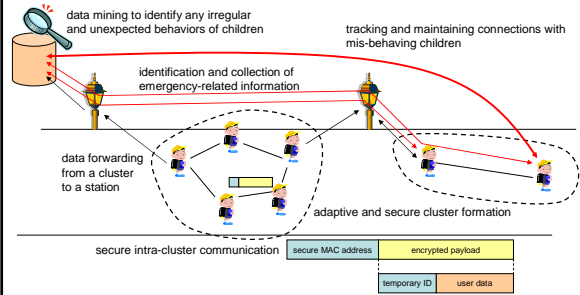 data mining to identify any irregular
and unexpected behaviors of children
tracking and maintaining connections with
mis-behaving children
identification and collection of
emergency-related information
data forwarding
from a cluster
to a station
adaptive and secure cluster formation
secure intra-cluster communication
secure MAC address
encrypted payload
temporary ID
user data